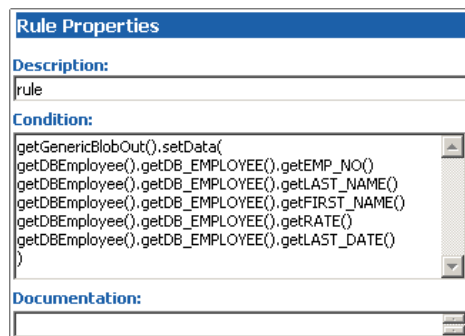 Rule Properties
Description:
rule
Condition:
getGenericBlobOut().setData(
getDBEmployee().getDB_EMPLOYEE().getEMP_NO()
getDBEmployee().getDB_EMPLOYEE().getLAST_NAME()
getDBEmployee().getDB_EMPLOYEE().getFIRST_NAME()
getDBEmployee().getDB_EMPLOYEE().getRATE()
getDBEmployee().getDB_EMPLOYEE().getLAST_DATE()
)
Documentation: